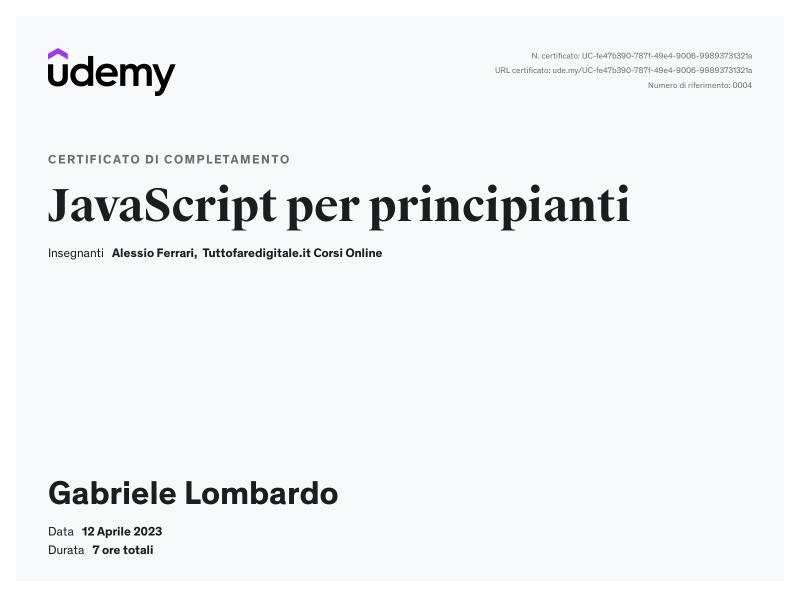 udemy
N. certificato: UC-fe47b390-787f-49e4-9006-99893731321a
URL certificato: ude.my/UC-fe47b390-787f-49e4-9006-99893731321a
Numero di riferimento: 0004
CERTIFICATO DI COMPLETAMENTO
JavaScript per principianti
Insegnanti Alessio Ferrari, Tuttofaredigitale.it Corsi Online
Gabriele Lombardo
Data 12 Aprile 2023
Durata 7 ore totali